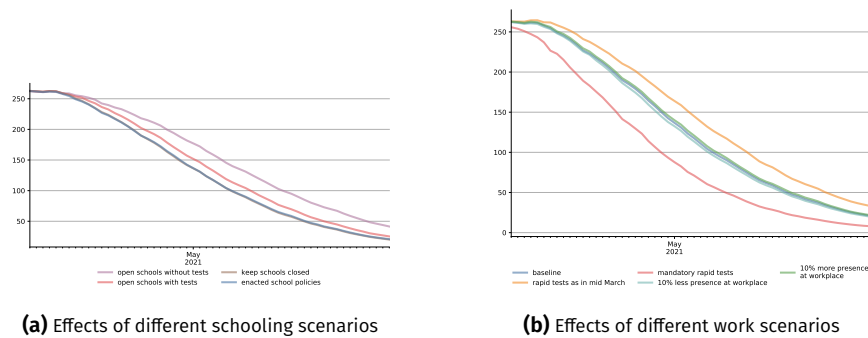 250
200
150
100
50
May
2021
open schools without tests
keep schools closed
open schools with tests
enacted school policies
(a) Effects of different schooling scenarios
250
200
150
100
50
0
May
2021
baseline
mandatory rapid tests
10% more presence
at workplace
rapid tests as in mid March
10% less presence at workplace
(b) Effects of different work scenarios